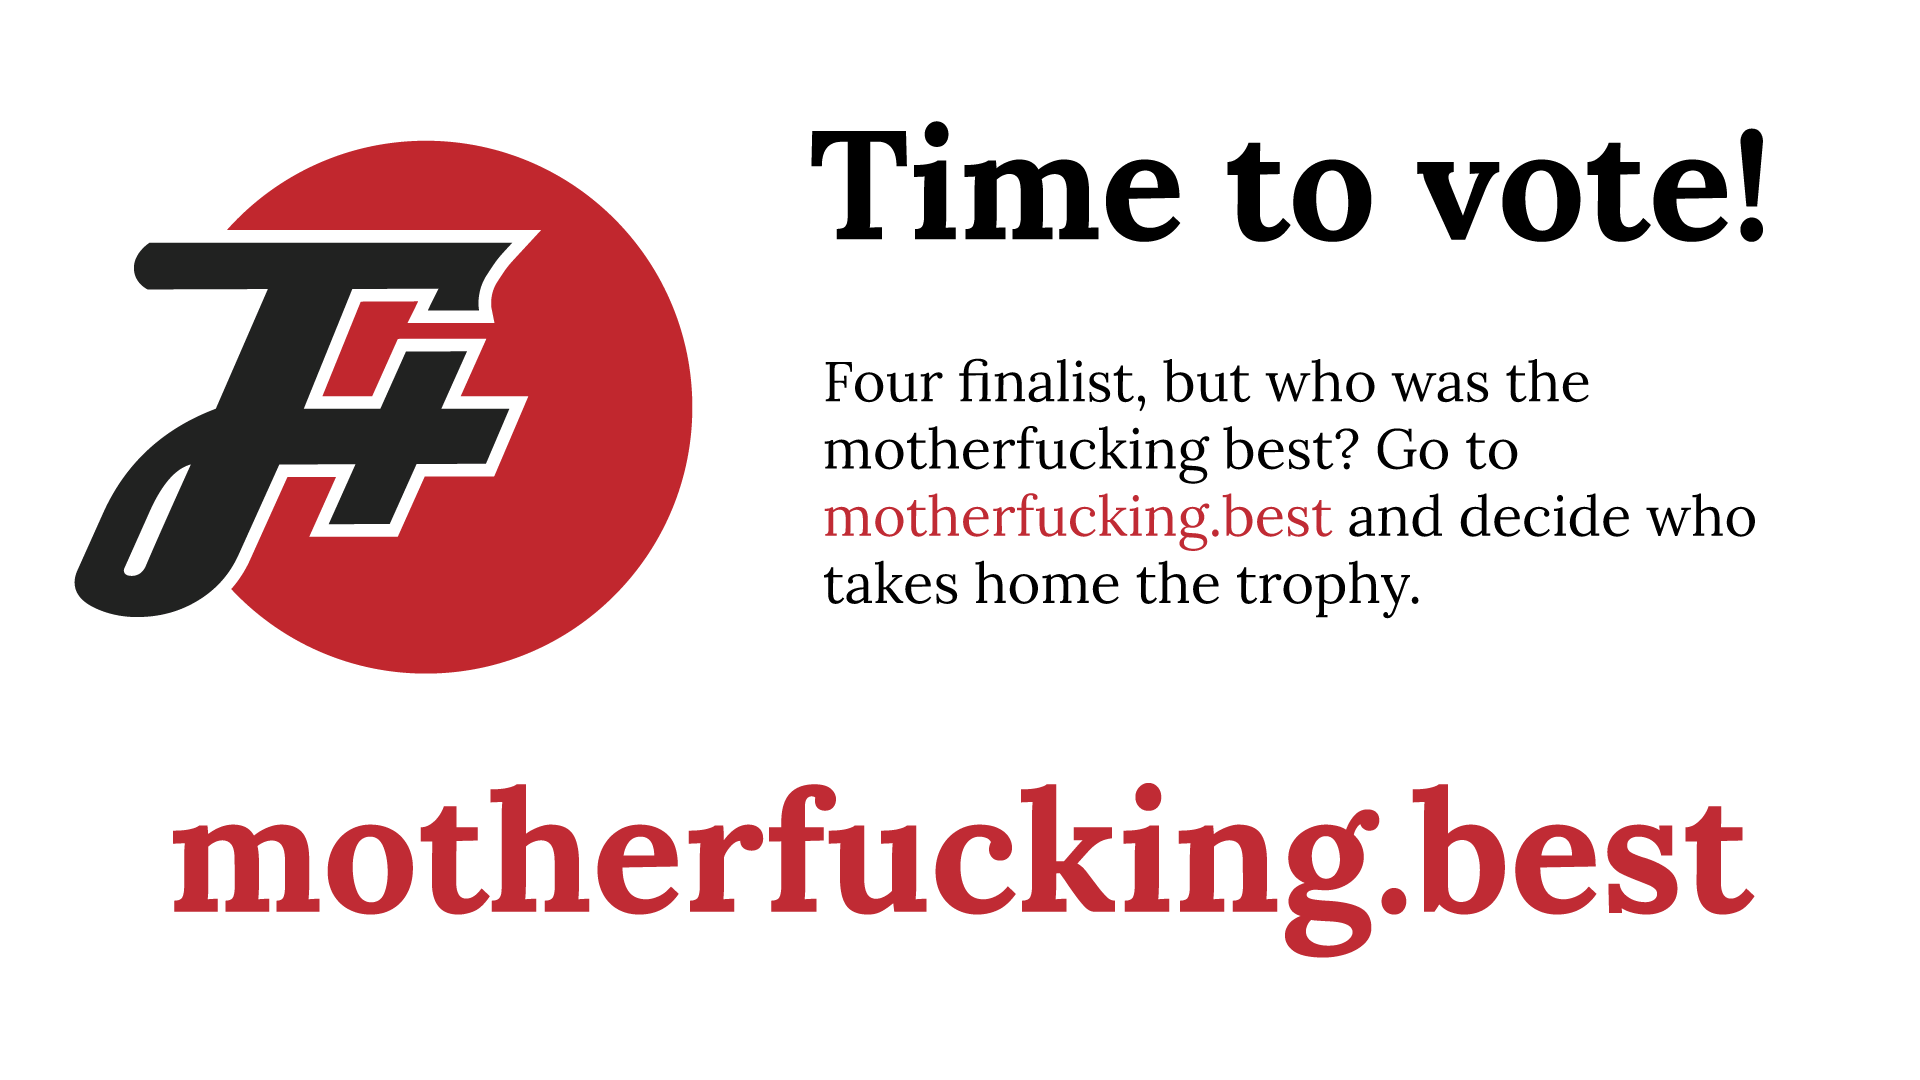 Time to vote!
Four finalist, but who was the
motherfucking best? Go to
motherfucking.best and decide who
takes home the trophy.
motherfucking.best